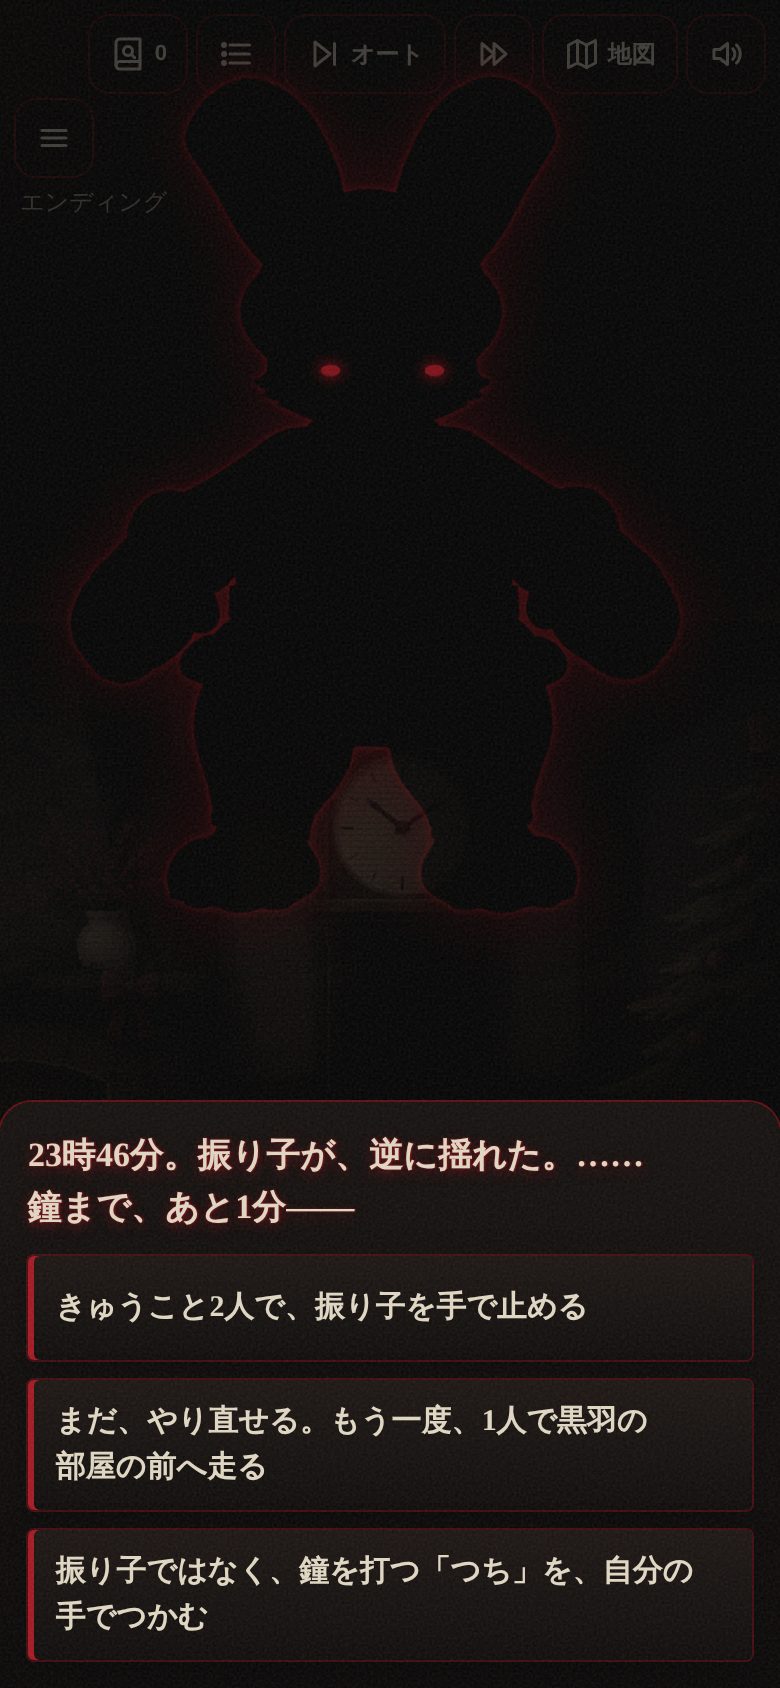 0
オート
地図
エンディング
23時46分。振り子が、逆に揺れた。……
鐘まで、あと1分――
きゅうこと2人で、振り子を手で止める
まだ、やり直せる。もう一度、1人で黒羽の
部屋の前へ走る
振り子ではなく、鐘を打つ「つち」を、自分の
手でつかむ